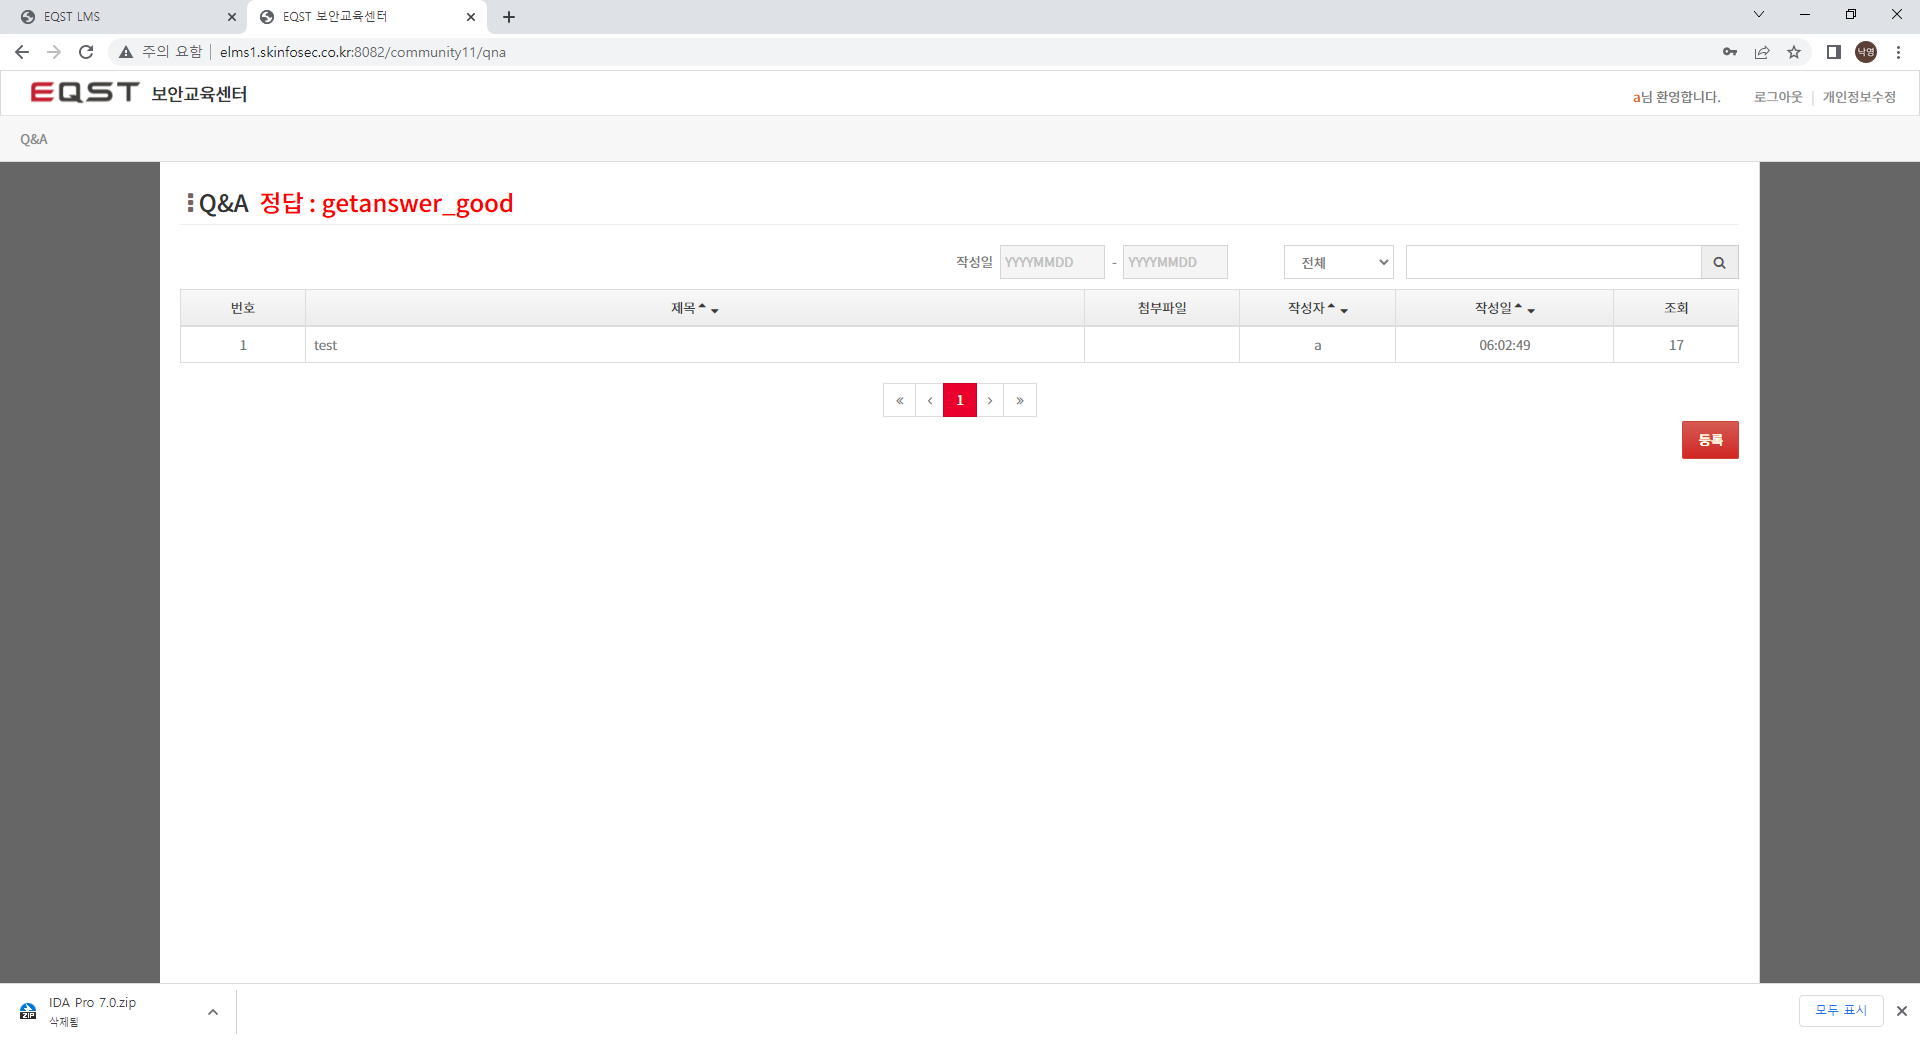 EQST LMS
EQST 보안교육센터
주의 요함 | elms1.skinfosec.co.kr:8082/community11/qna
낙영
EQST 보안교육센터
a님 환영합니다. 로그아웃 | 개인정보수정
Q&A
Q&A 정답 : getanswer_good
작성일 YYYYMMDD - YYYYMMDD 전체
번호 제목 첨부파일 작성자 작성일 조회
1 test a 06:02:49 17
« ‹ 1 › »
등록
IDA Pro 7.0.zip
삭제됨
모두 표시
ZIP